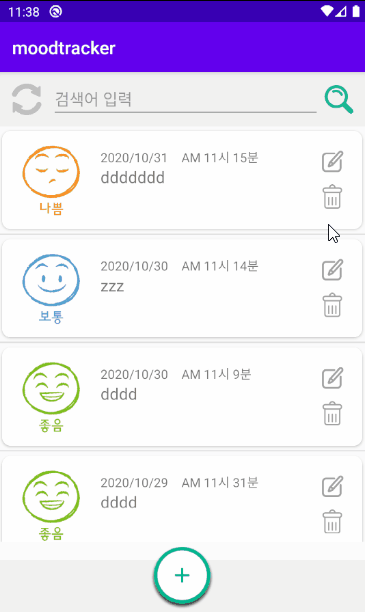 11:38
moodtracker
검색어 입력
2020/10/31 AM 11시 15분
ddddddd
나쁨
2020/10/30 AM 11시 14분
zzz
보통
2020/10/30 AM 11시 9분
dddd
좋음
2020/10/29 AM 11시 31분
dddd
좋음
+